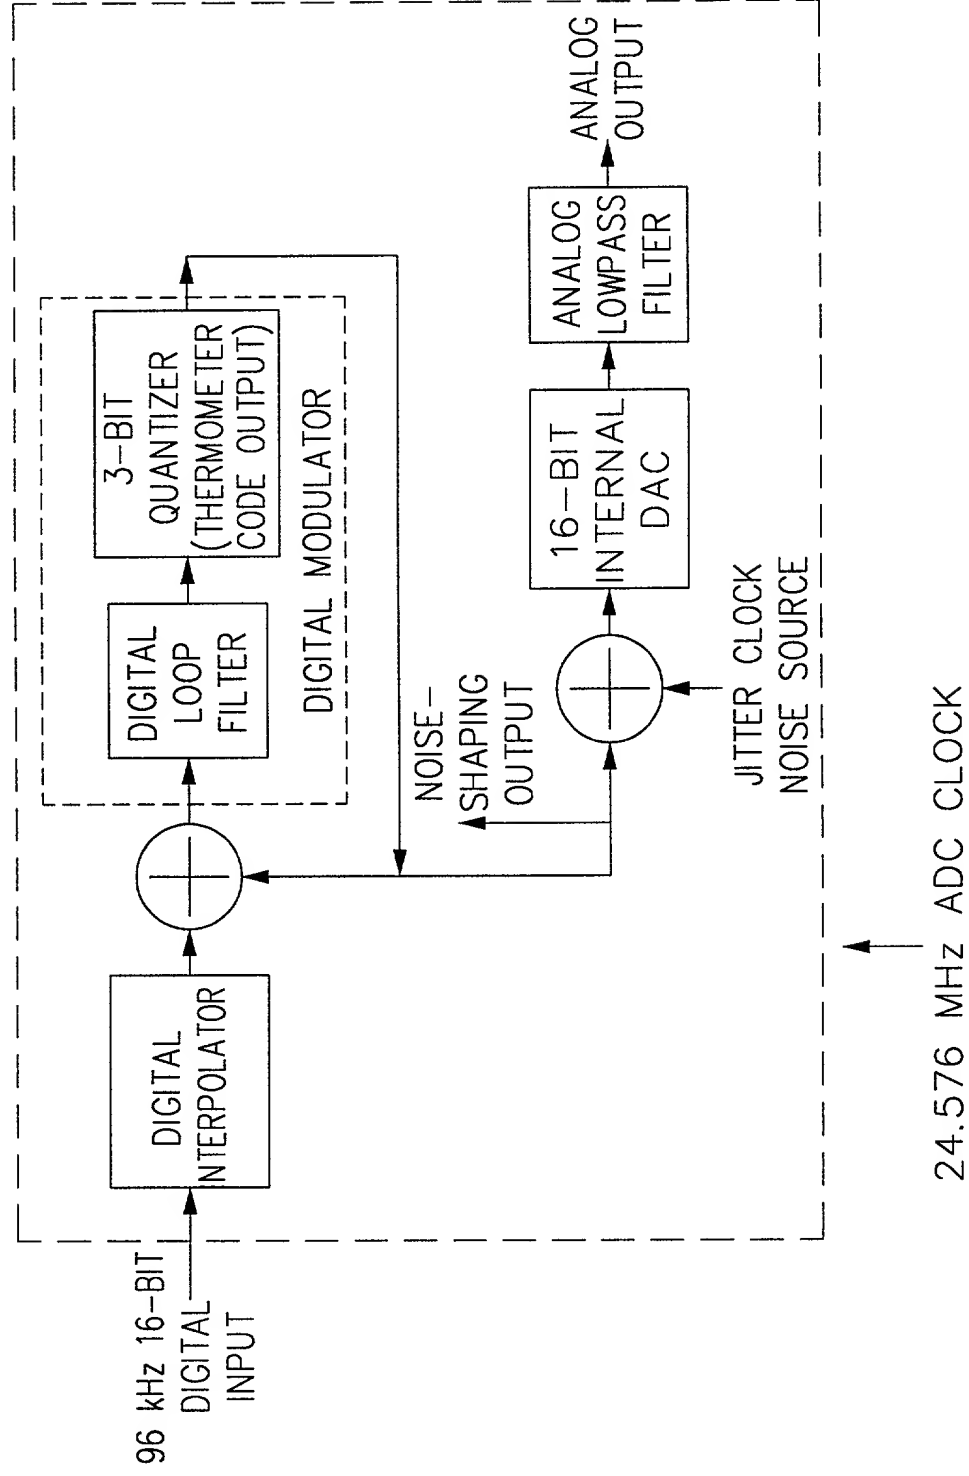 96 kHz 16-BIT
DIGITAL
INPUT
DIGITAL
NTERPOLATOR
DIGITAL
LOOP
FILTER
3-BIT
QUANTIZER
(THERMOMETER
CODE OUTPUT)
DIGITAL MODULATOR
NOISE-
SHAPING
OUTPUT
JITTER CLOCK
NOISE SOURCE
16-BIT
INTERNAL
DAC
ANALOG
LOWPASS
FILTER
ANALOG
OUTPUT
24.576 MHz ADC CLOCK